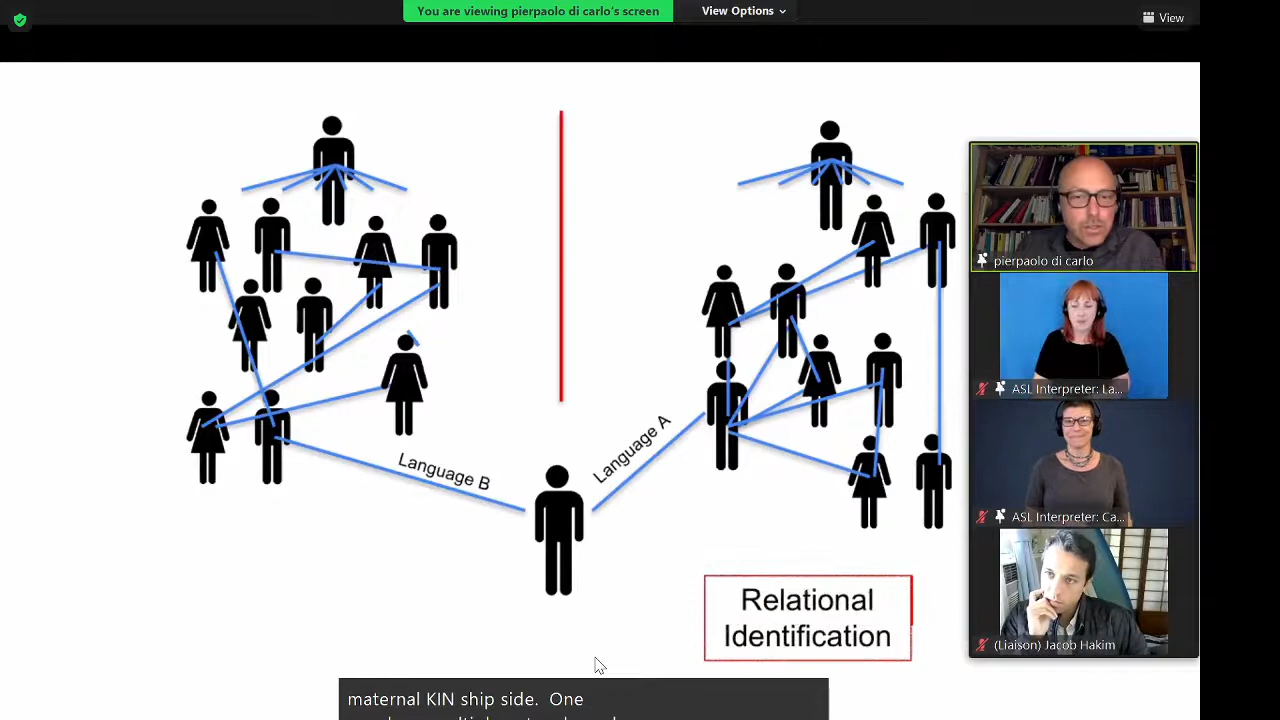 You are viewing pierpaolo di carlo's screen
View Options
View
pierpaolo di carlo
ASL Interpreter: La...
Language A
Language B
ASL Interpreter: Ca...
Relational
Identification
(Liaison) Jacob Hakim
maternal KIN ship side. One